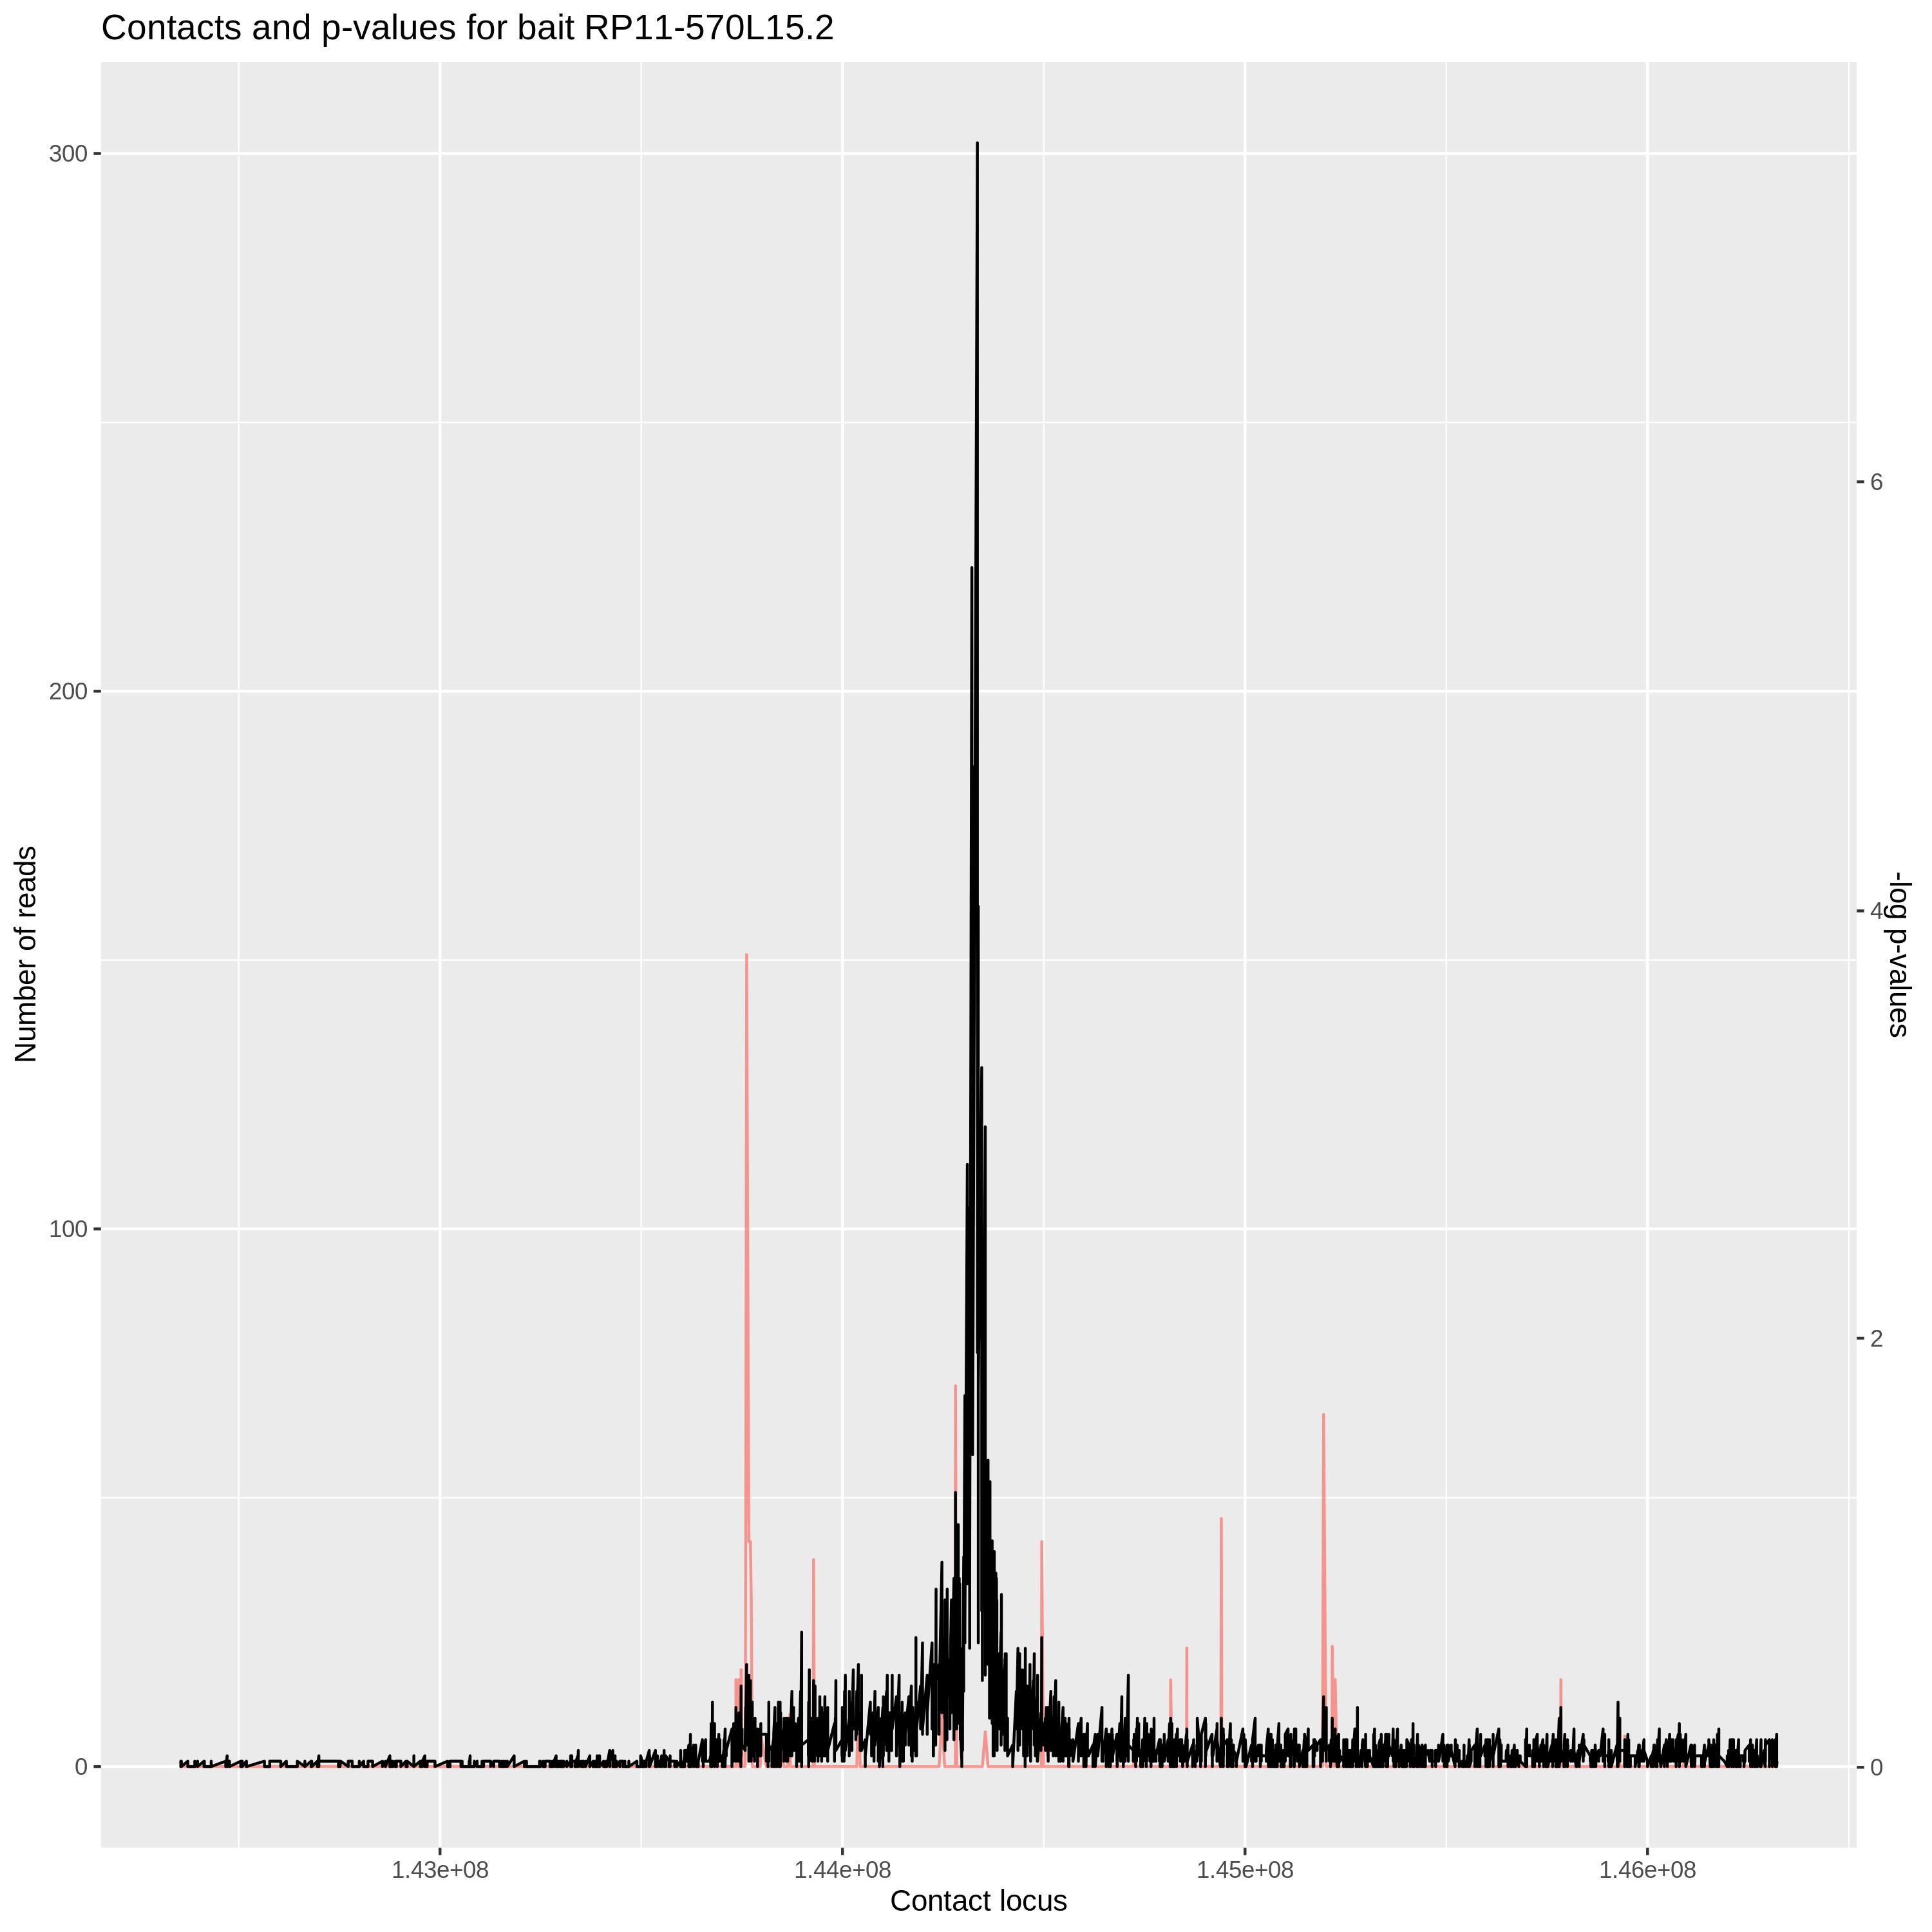 Contacts and p-values for bait RP11-570L15.2
300
200
100
0
Number of reads
6
4
2
0
-log p-values
1.43e+08 1.44e+08 1.45e+08 1.46e+08
Contact locus